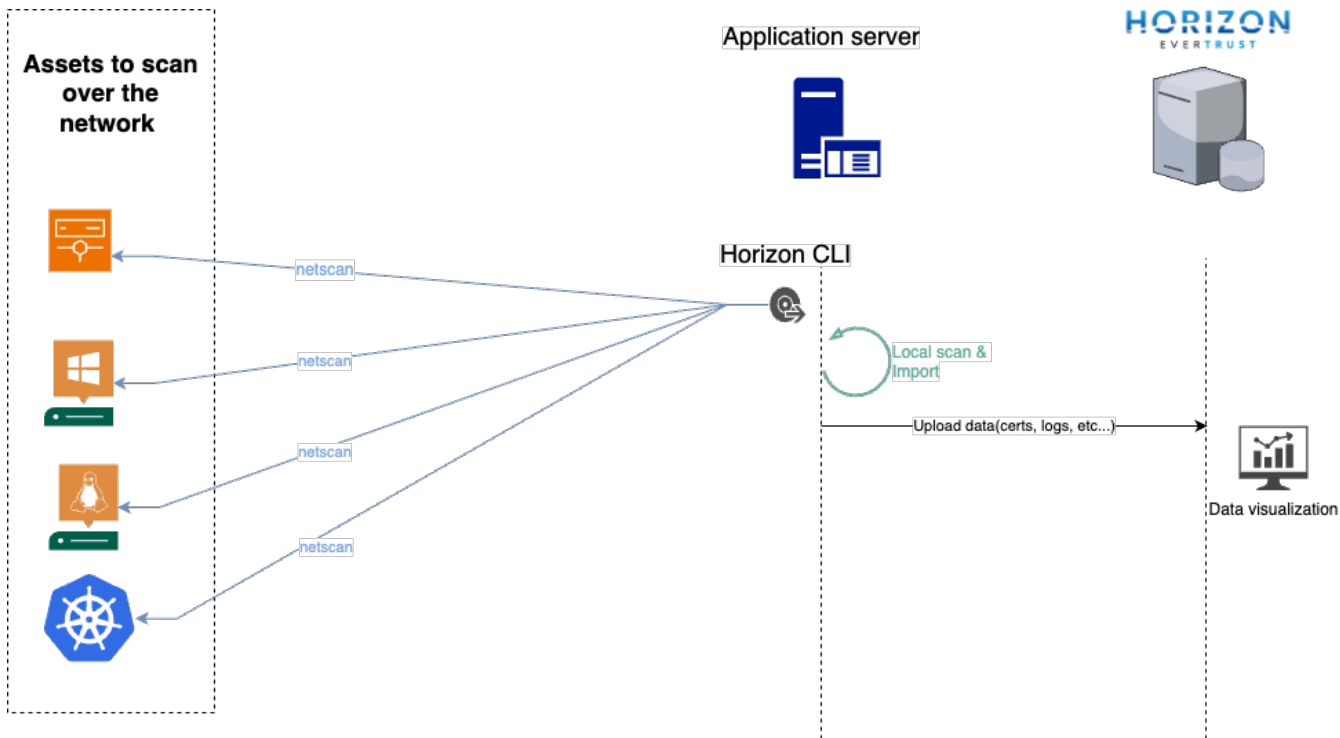 HORIZON
EVERTRUST
Application server
Assets to scan
over the
network
Horizon CLI
netscan
netscan
netscan
netscan
Local scan &
Import
Upload data(certs, logs, etc...)
Data visualization